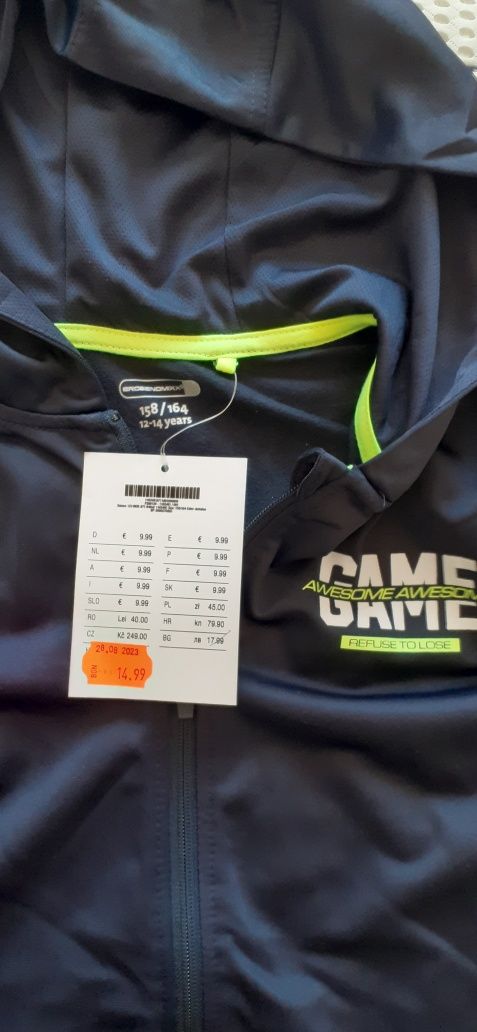 ERGEENOMIXX
158/164
12-14 years
D € 9.99
NL € 9.99
A € 9.99
I € 9.99
SLO € 9.99
RO Lei 40.00
CZ Kč 249.00
E € 9.99
P € 9.99
F € 9.99
SK € 9.99
PL zł 45.00
HR kn 79.90
BG лв 17.99
28.08 2023
BGN 14.99
GAME
AWESOME AWESOM
REFUSE TO LOSE